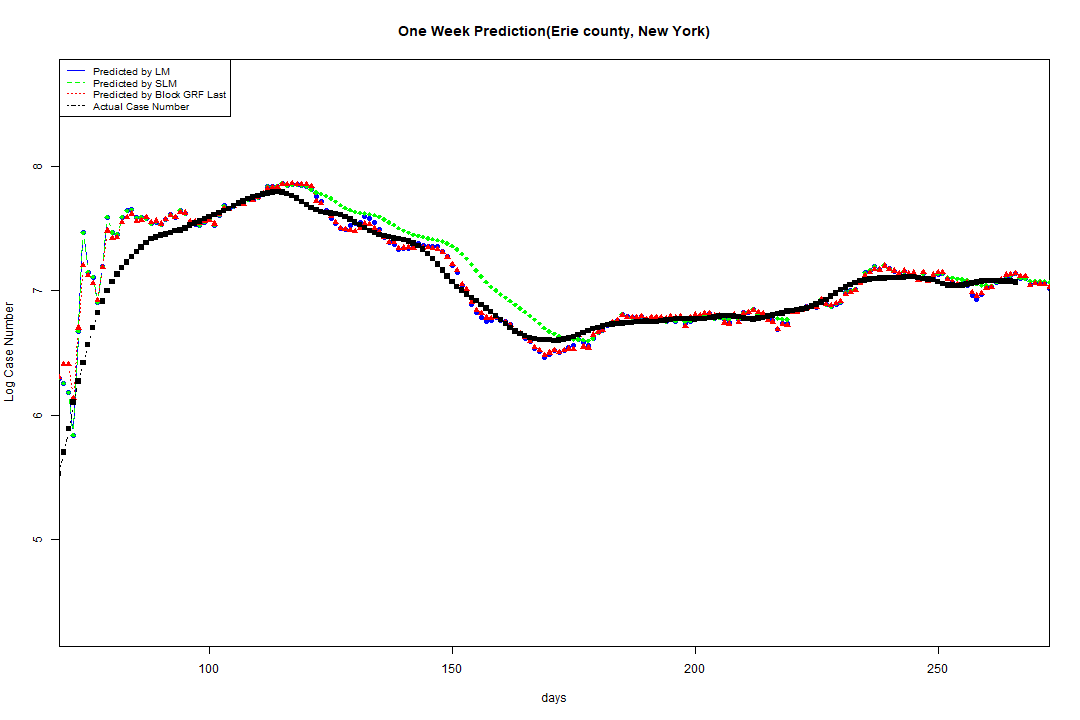 One Week Prediction(Erie county, New York)
Predicted by LM
Predicted by SLM
Predicted by Block GRF Last
Actual Case Number
8
7
6
5
Log Case Number
100 150 200 250
days